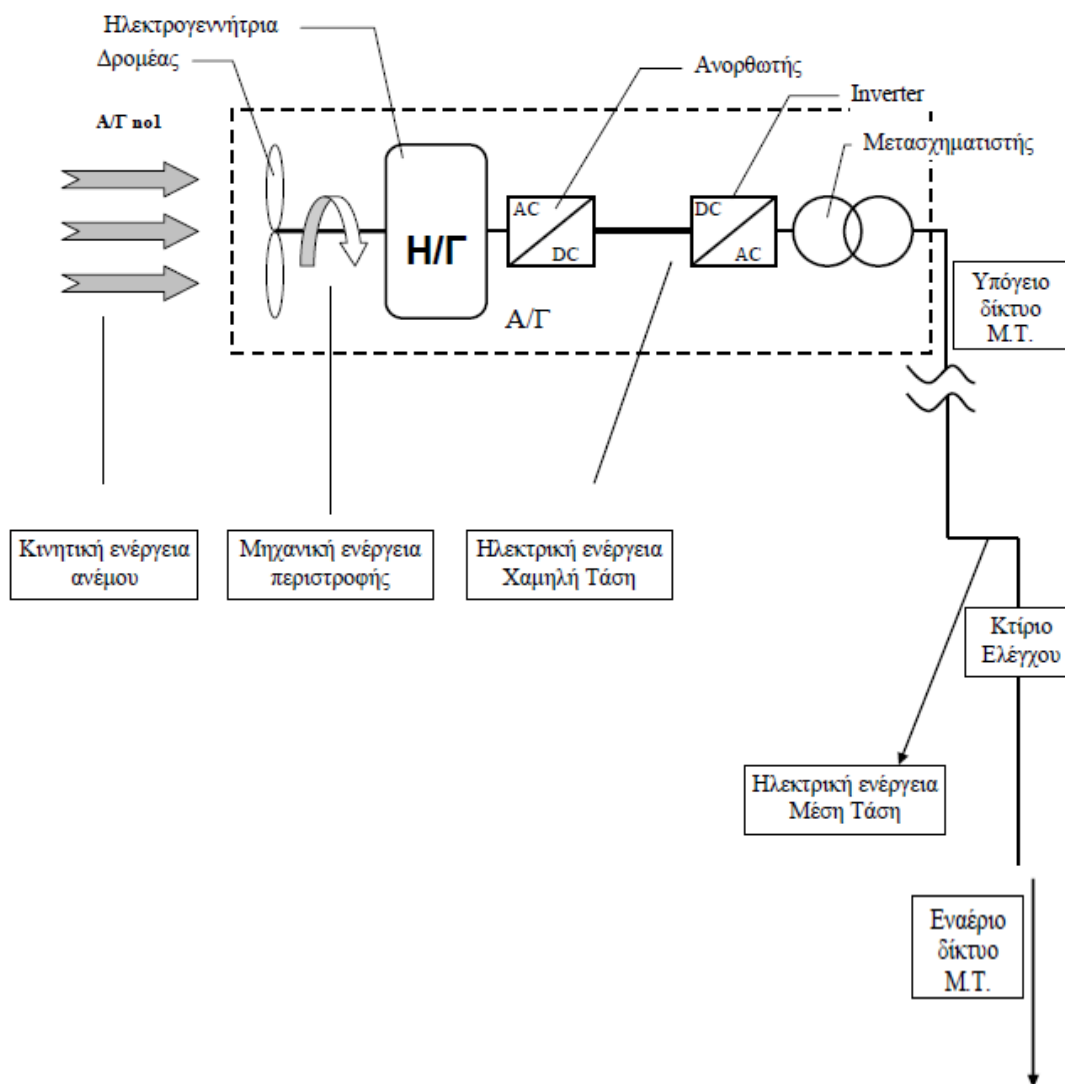 Ηλεκτρογεννήτρια
Δρομέας
Ανορθωτής
Inverter
Α/Γ no1
Μετασχηματιστής
AC
DC
DC
AC
Η/Γ
Α/Γ
Υπόγειο
δίκτυο
Μ.Τ.
Κινητική ενέργεια
ανέμου
Μηχανική ενέργεια
περιστροφής
Ηλεκτρική ενέργεια
Χαμηλή Τάση
Κτίριο
Ελέγχου
Ηλεκτρική ενέργεια
Μέση Τάση
Εναέριο
δίκτυο
Μ.Τ.